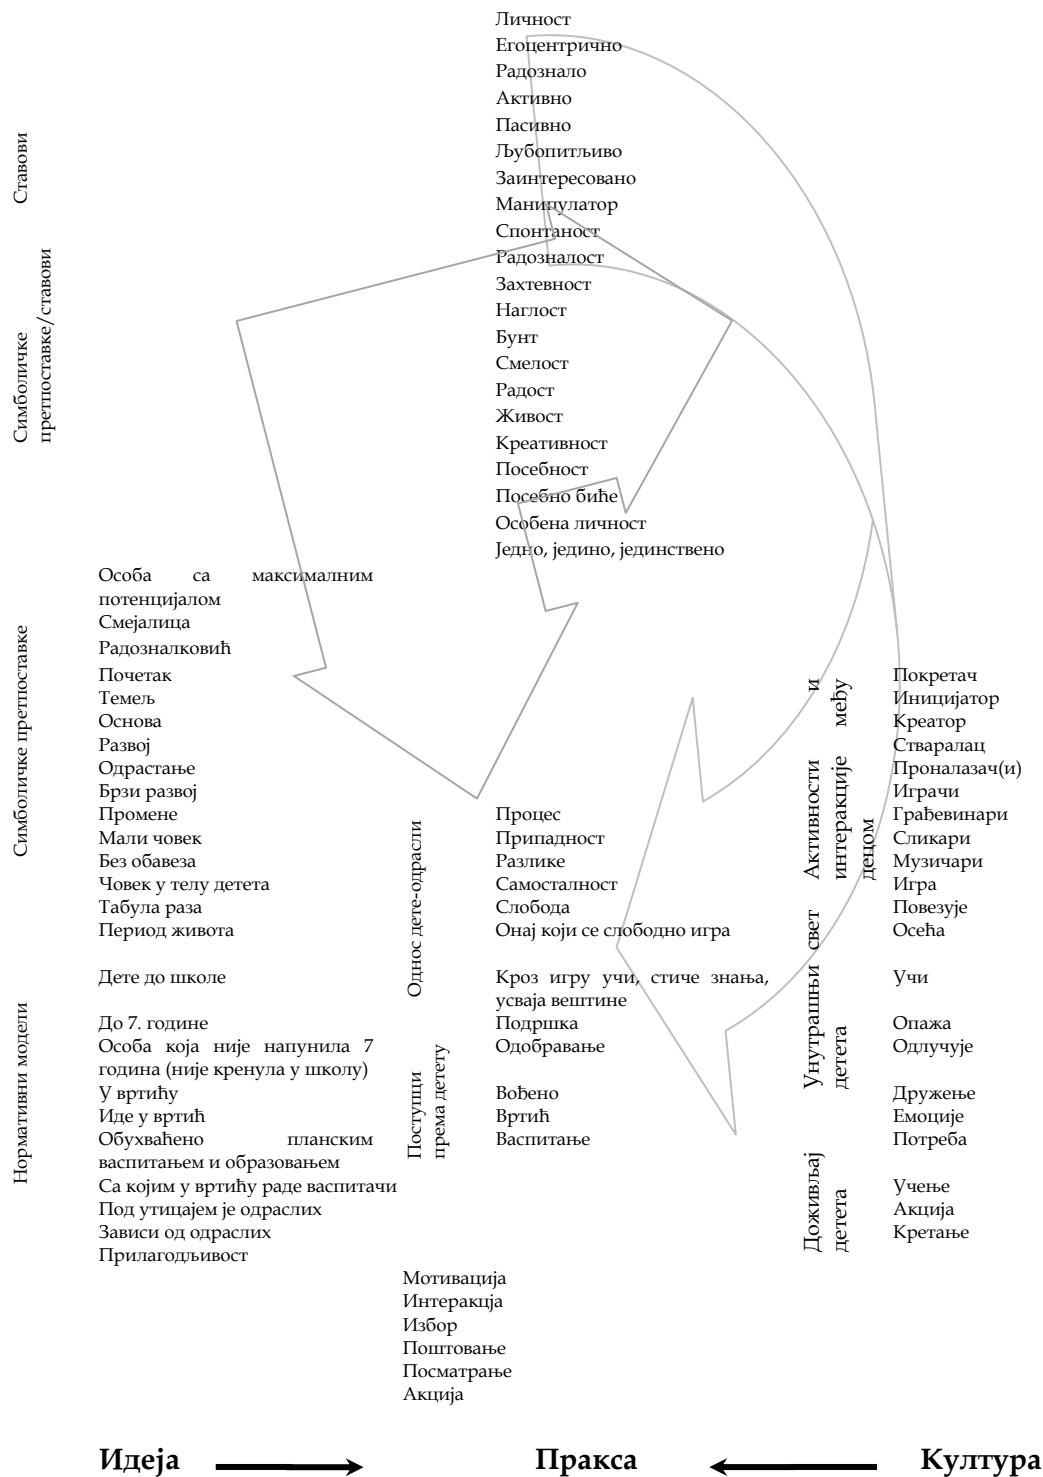 Личност
Егоцентрично
Радознало
Активно
Пасивно
Љубопитљиво
Заинтересовано
Манипулатор
Спонтаност
Радозналост
Захтевност
Наглост
Бунт
Смелост
Радост
Живост
Креативност
Посебност
Посебно биће
Особена личност
Једно, једино, јединствено
Ставови
Симболичке
претпоставке/ставови
Симболичке претпоставке
Нормативни модели
Особа са максималним
потенцијалом
Смејалица
Радозналковић
Почетак
Темељ
Основа
Развој
Одрастање
Брзи развој
Промене
Мали човек
Без обавеза
Човек у телу детета
Табула раза
Период живота
Дете до школе
До 7. године
Особа која није напунила 7
година (није кренула у школу)
У вртићу
Иде у вртић
Обухваћено планским
васпитањем и образовањем
Са којим у вртићу раде васпитачи
Под утицајем је одраслих
Зависи од одраслих
Прилагодљивост
Однос дете-одрасли
Поступци
према детету
Процес
Припадност
Разлике
Самосталност
Слобода
Онај који се слободно игра
Кроз игру учи, стиче знања,
усваја вештине
Подршка
Одобравање
Вођено
Вртић
Васпитање
Активности и
интеракције међу
децом
Унутрашњи свет
детета
Доживљај
детета
Покретач
Иницијатор
Креатор
Стваралац
Проналазач(и)
Играчи
Грађевинари
Сликари
Музичари
Игра
Повезује
Осећа
Учи
Опажа
Одлучује
Дружење
Емоције
Потреба
Учење
Акција
Кретање
Мотивација
Интеракцја
Избор
Поштовање
Посматрање
Акција
Идеја Пракса Култура